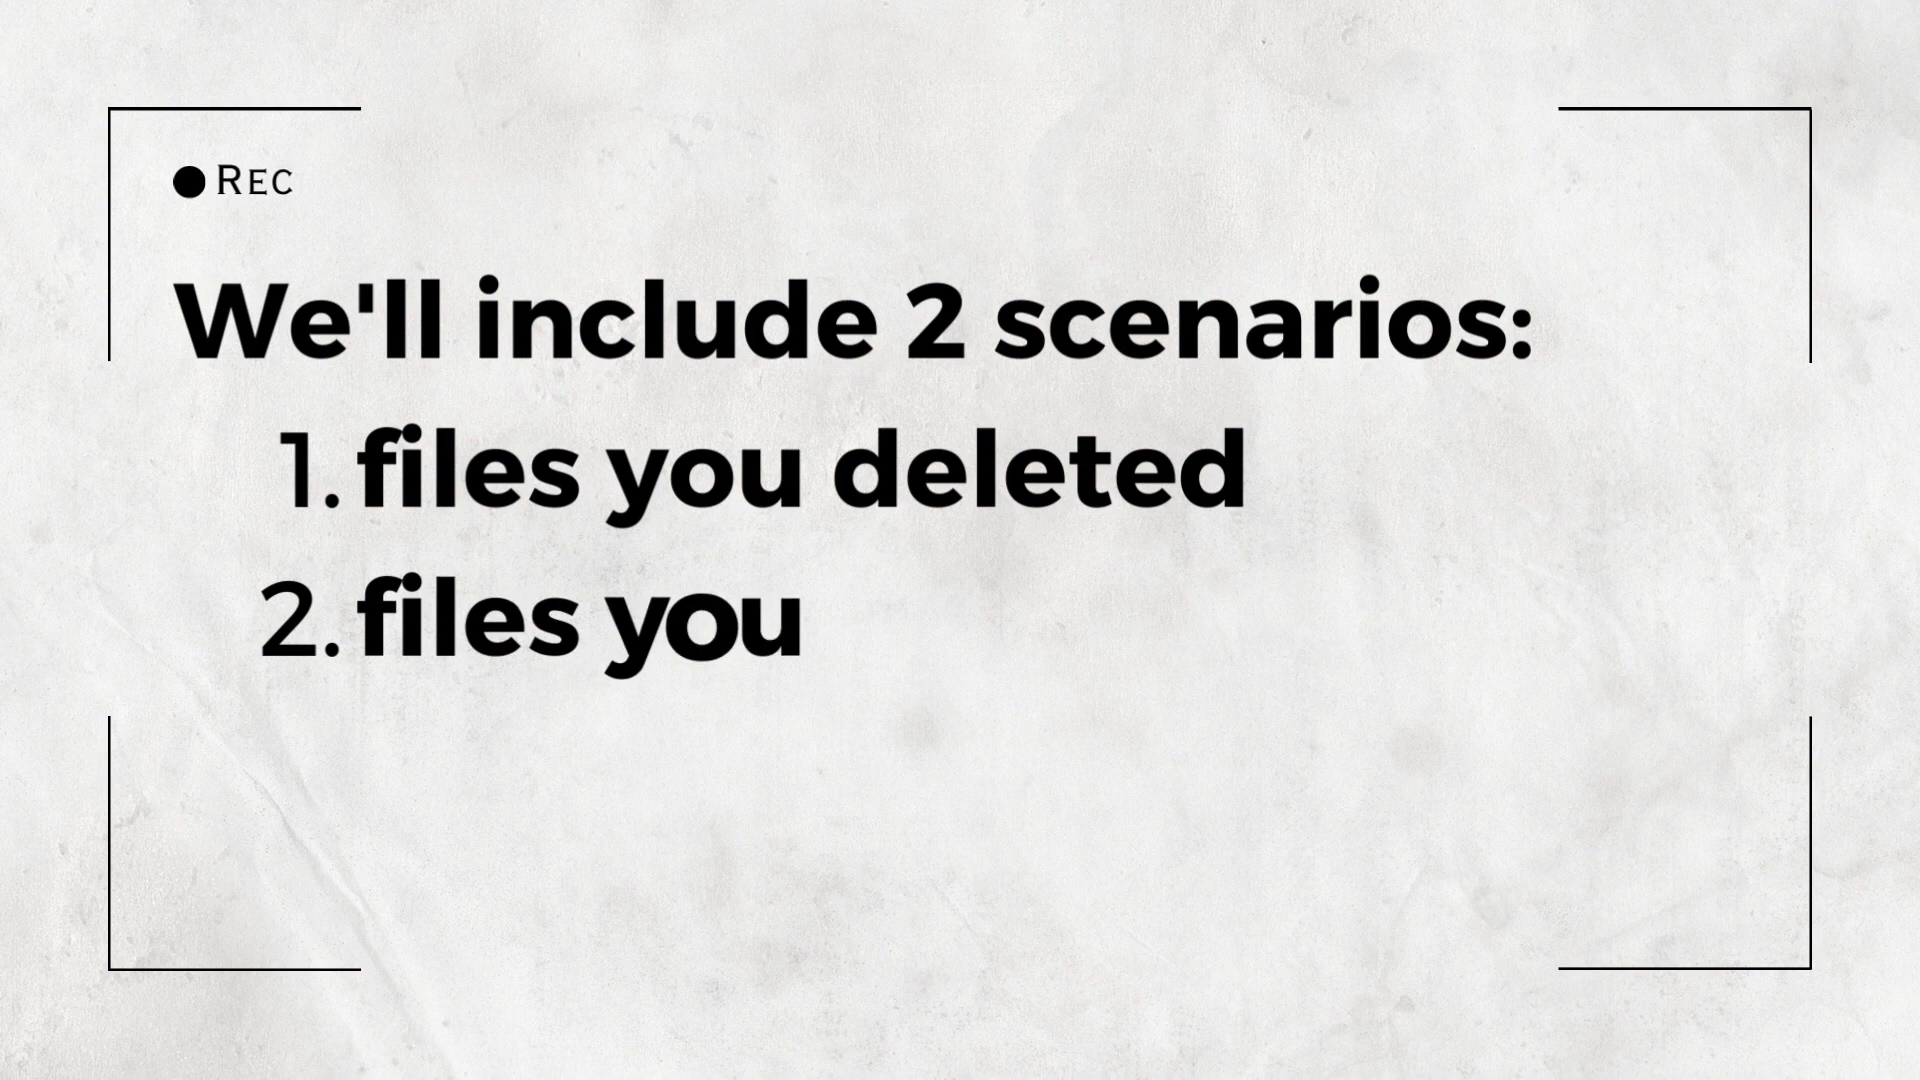 ● REC
We'll include 2 scenarios:
1. files you deleted
2. files you